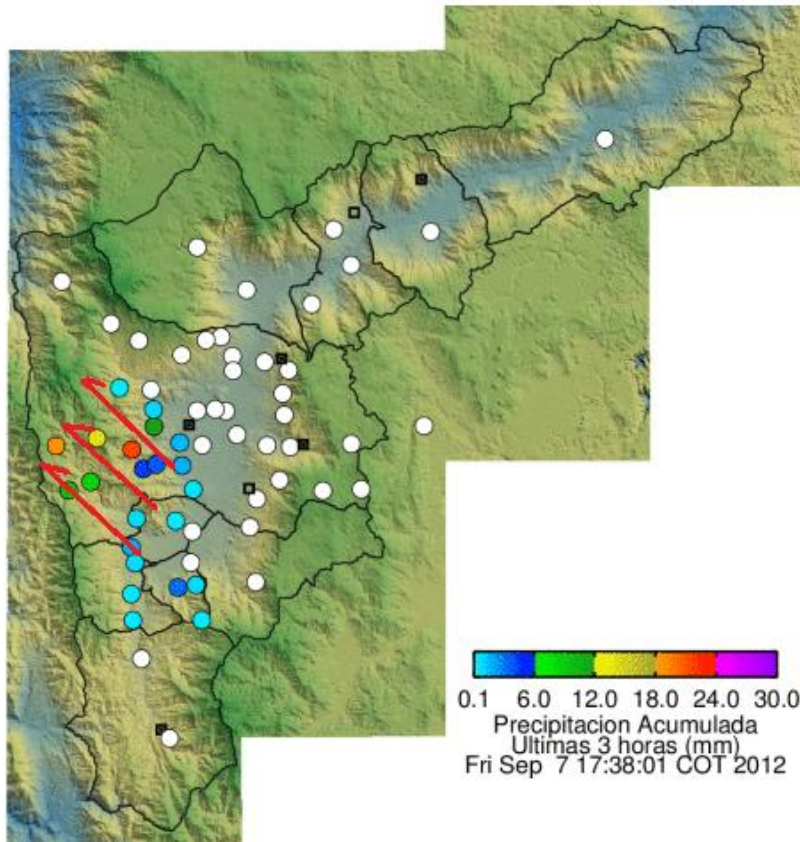 0.1 6.0 12.0 18.0 24.0 30.0
Precipitacion Acumulada
Ultimas 3 horas (mm)
Fri Sep 7 17:38:01 COT 2012